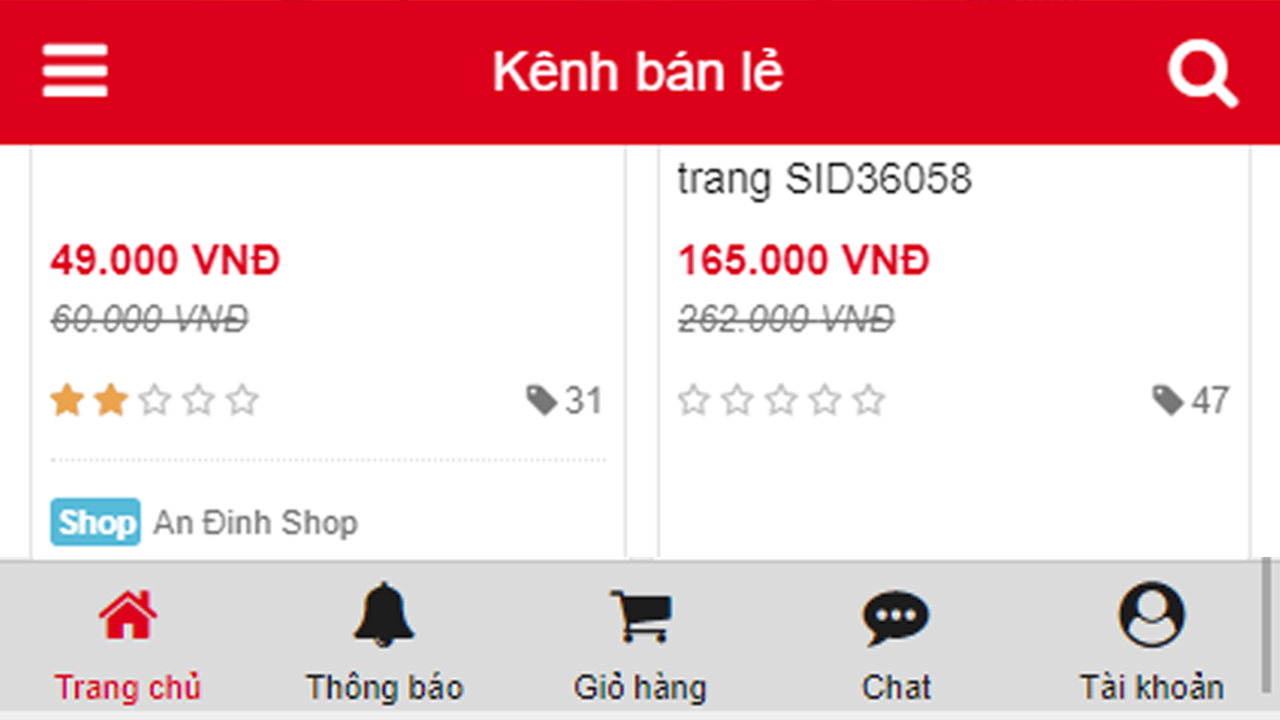 Kênh bán lẻ
trang SID36058
49.000 VNĐ
165.000 VNĐ
60.000 VNĐ
262.000 VNĐ
31
47
Shop An Đinh Shop
Trang chủ
Thông báo
Giỏ hàng
Chat
Tài khoản